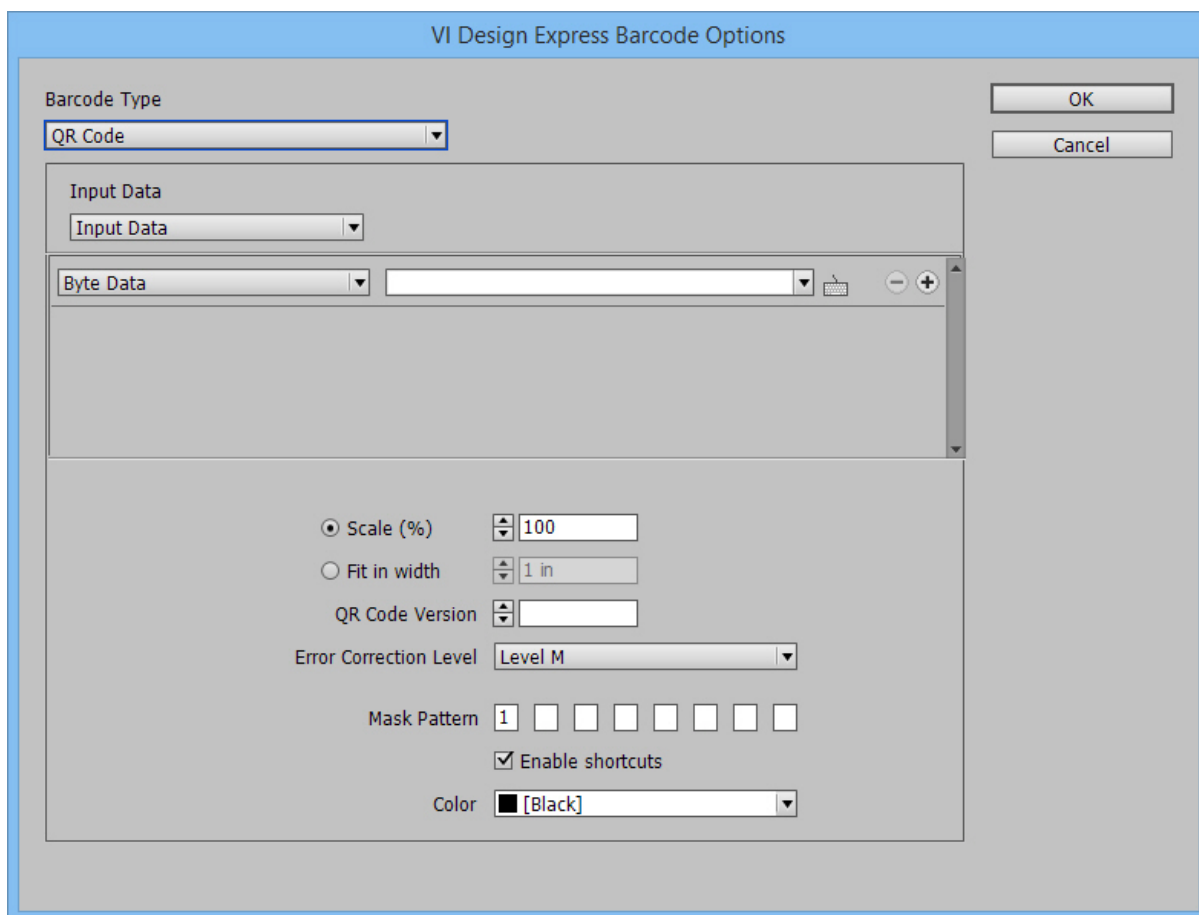 VI Design Express Barcode Options
Barcode Type
OK
QR Code
Cancel
Input Data
Input Data
Byte Data
Scale (%) 100
Fit in width 1 in
QR Code Version
Error Correction Level Level M
Mask Pattern 1
Enable shortcuts
Color [Black]